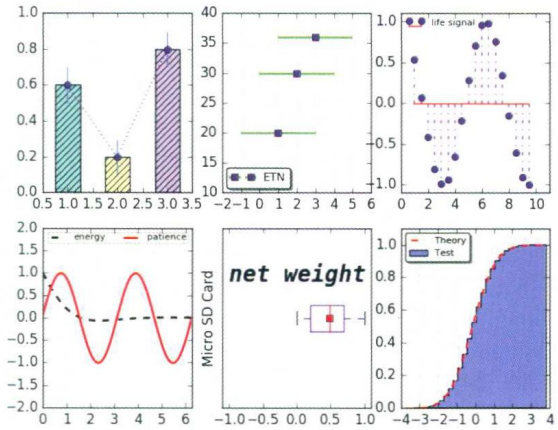 1.0
0.8
0.6
0.4
0.2
0.0
0.5 1.0 1.5 2.0 2.5 3.0 3.5
40
35
30
25
20
15
10
ETN
−2 −1 0 1 2 3 4 5 6
life signal
1.0
0.5
0.0
−0.5
−1.0
0 2 4 6 8 10
2.0
1.5
1.0
0.5
0.0
−0.5
−1.0
−1.5
−2.0
energy patience
0 1 2 3 4 5 6
Micro SD Card
net weight
−1.0 −0.5 0.0 0.5 1.0
Theory
Test
1.0
0.8
0.6
0.4
0.2
0.0
−4 −3 −2 −1 0 1 2 3 4